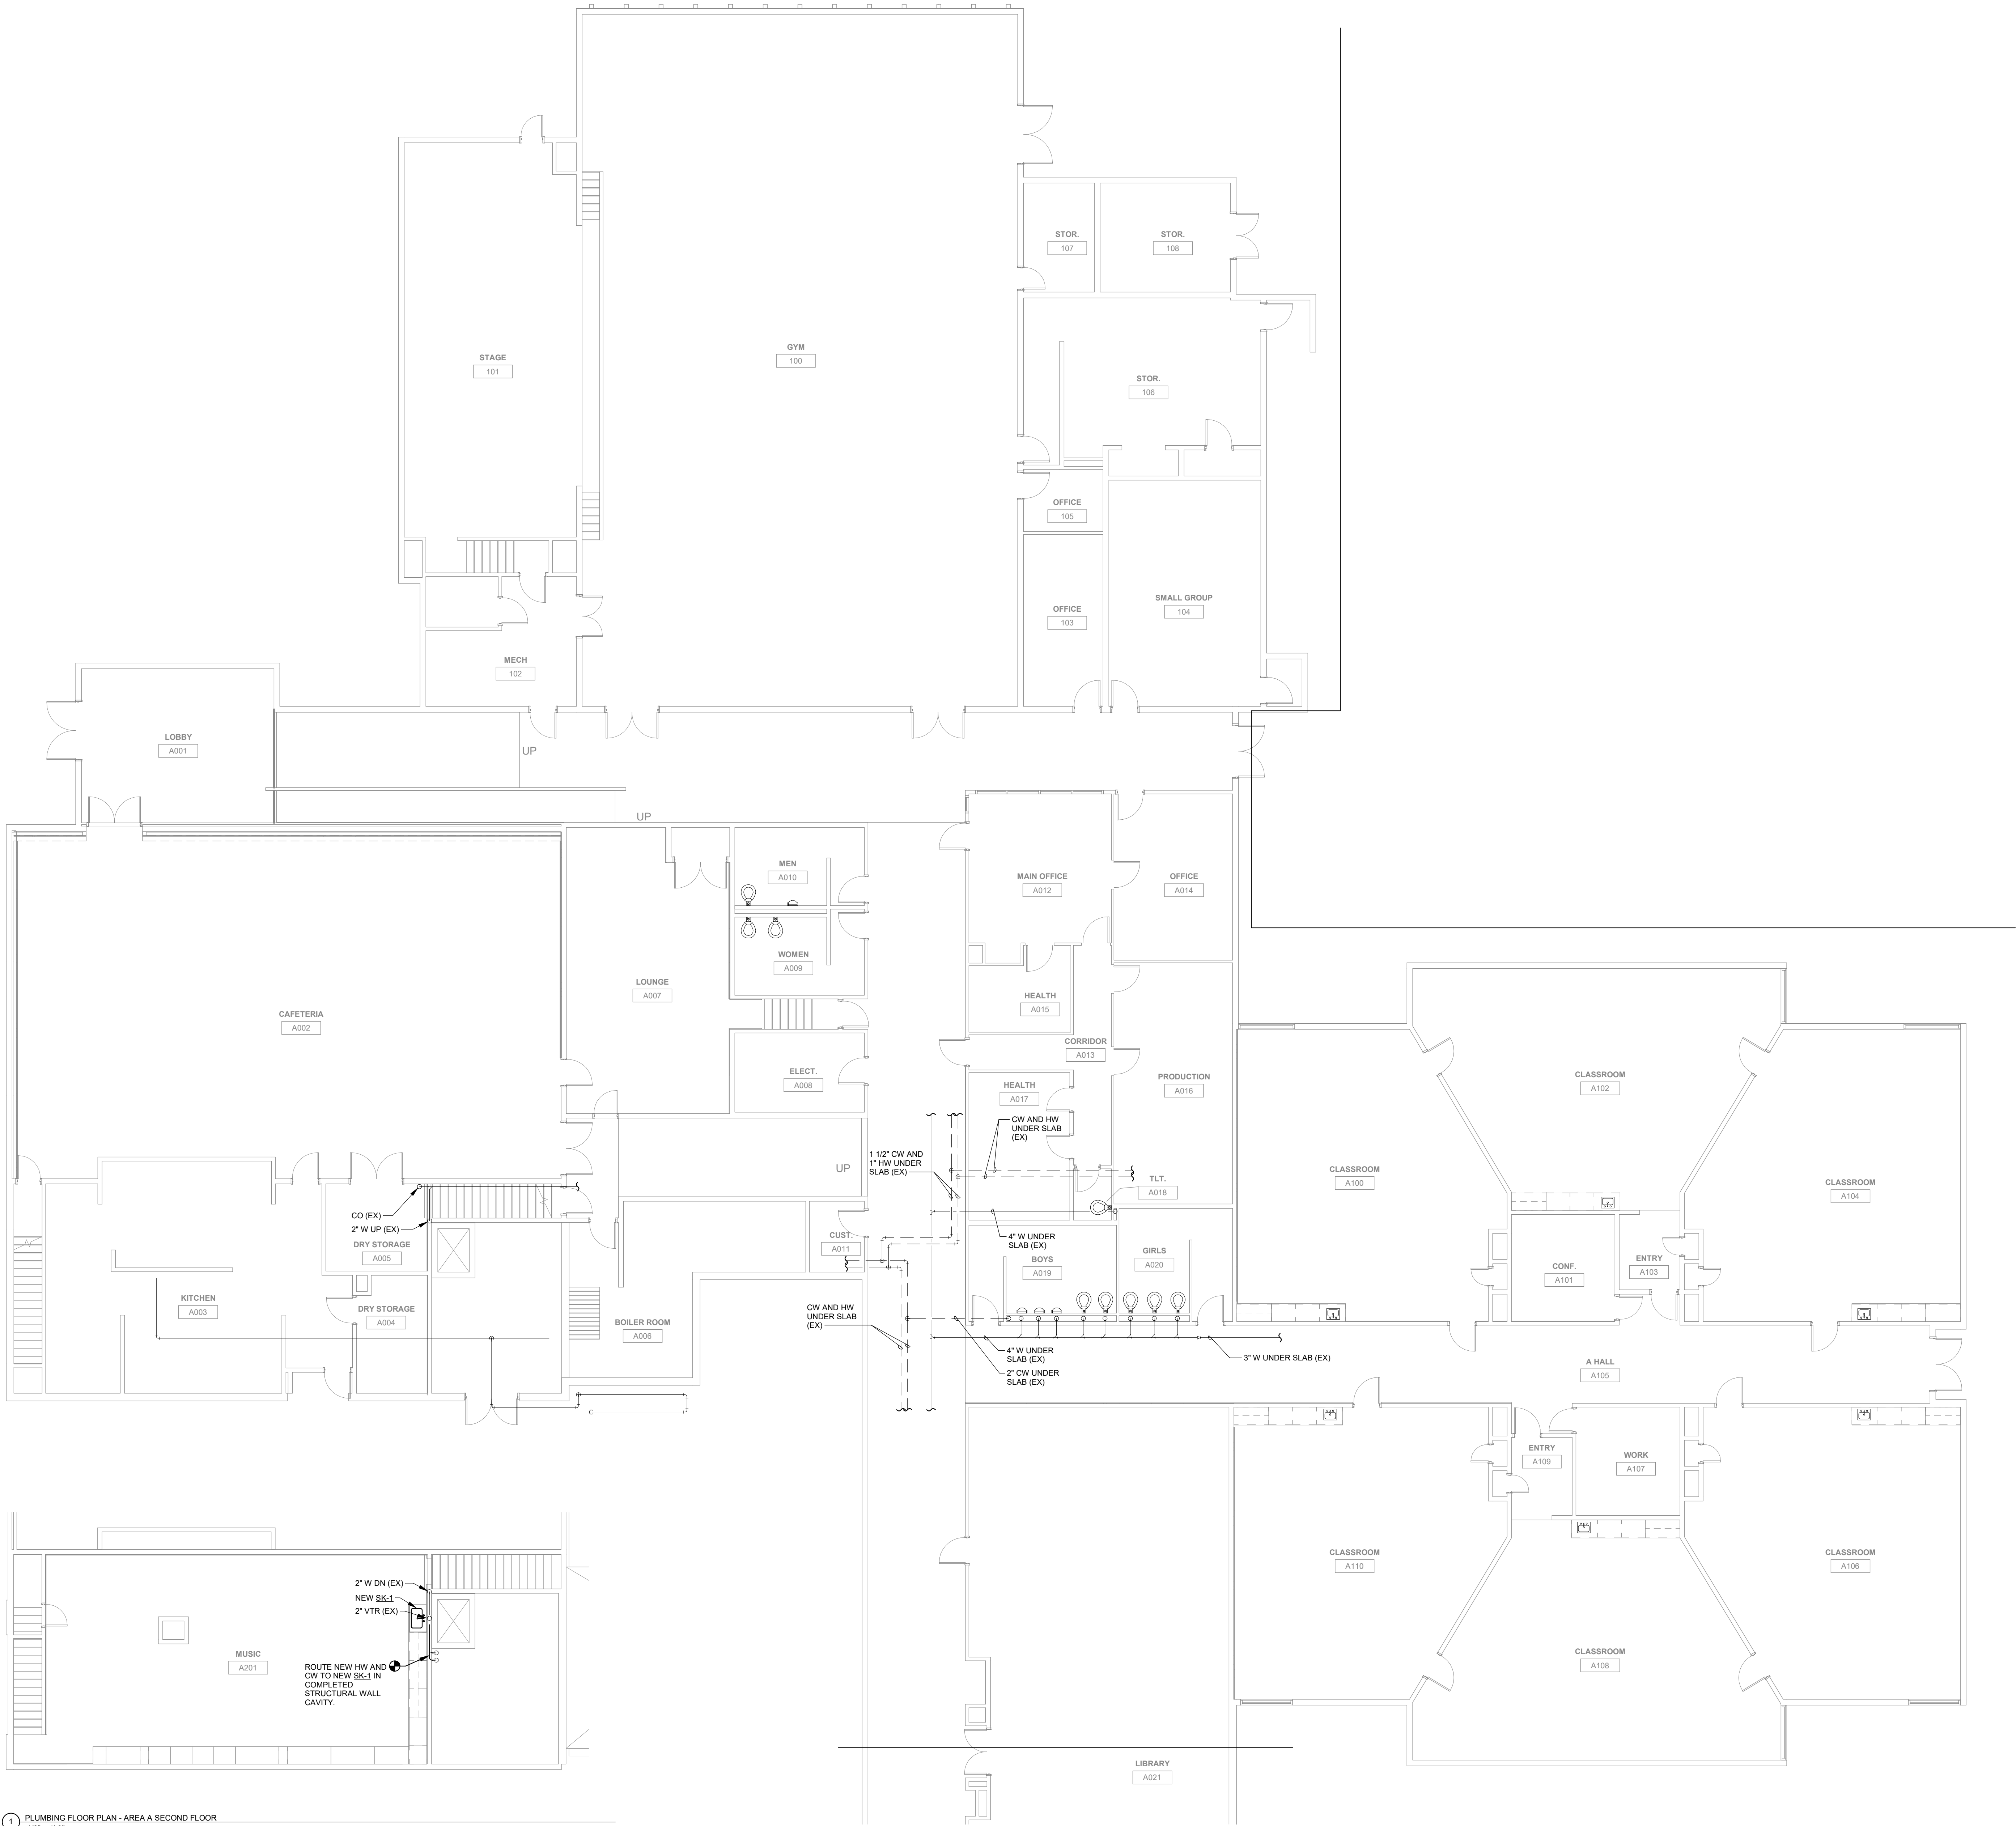 STOR.
107
STOR.
108
GYM
100
STAGE
101
STOR.
106
OFFICE
105
OFFICE
103
SMALL GROUP
104
MECH
102
LOBBY
A001
UP
UP
MEN
A010
MAIN OFFICE
A012
OFFICE
A014
WOMEN
A009
LOUNGE
A007
HEALTH
A015
CAFETERIA
A002
CORRIDOR
A013
ELECT.
A008
PRODUCTION
A016
HEALTH
A017
CLASSROOM
A102
CW AND HW
UNDER SLAB
(EX)
1 1/2" CW AND
1" HW UNDER
SLAB (EX)
UP
TLT.
A018
CLASSROOM
A100
CLASSROOM
A104
CO (EX)
2" W UP (EX)
DRY STORAGE
A005
CUST.
A011
4" W UNDER
SLAB (EX)
BOYS
A019
GIRLS
A020
CONF.
A101
ENTRY
A103
KITCHEN
A003
DRY STORAGE
A004
BOILER ROOM
A006
CW AND HW
UNDER SLAB
(EX)
4" W UNDER
SLAB (EX)
2" CW UNDER
SLAB (EX)
3" W UNDER SLAB (EX)
A HALL
A105
ENTRY
A109
WORK
A107
CLASSROOM
A110
CLASSROOM
A106
2" W DN (EX)
NEW SK-1
2" VTR (EX)
MUSIC
A201
ROUTE NEW HW AND
CW TO NEW SK-1 IN
COMPLETED
STRUCTURAL WALL
CAVITY.
CLASSROOM
A108
LIBRARY
A021
1
PLUMBING FLOOR PLAN - AREA A SECOND FLOOR